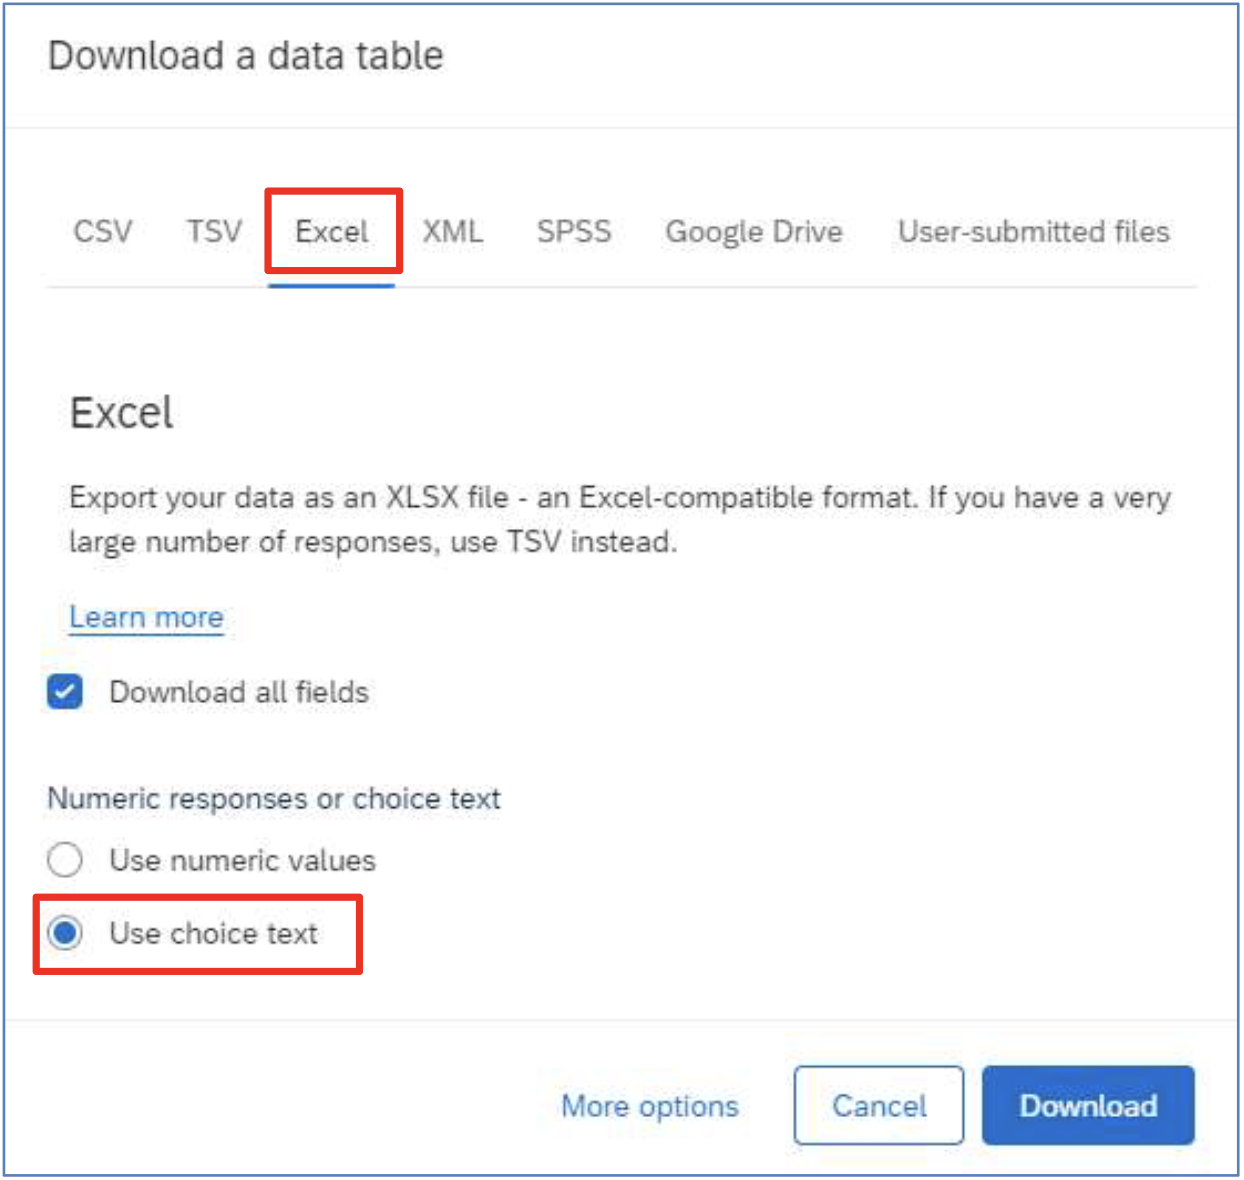 Download a data table
CSV TSV Excel XML SPSS Google Drive User-submitted files
Excel
Export your data as an XLSX file - an Excel-compatible format. If you have a very
large number of responses, use TSV instead.
Learn more
Download all fields
Numeric responses or choice text
Use numeric values
Use choice text
More options Cancel Download